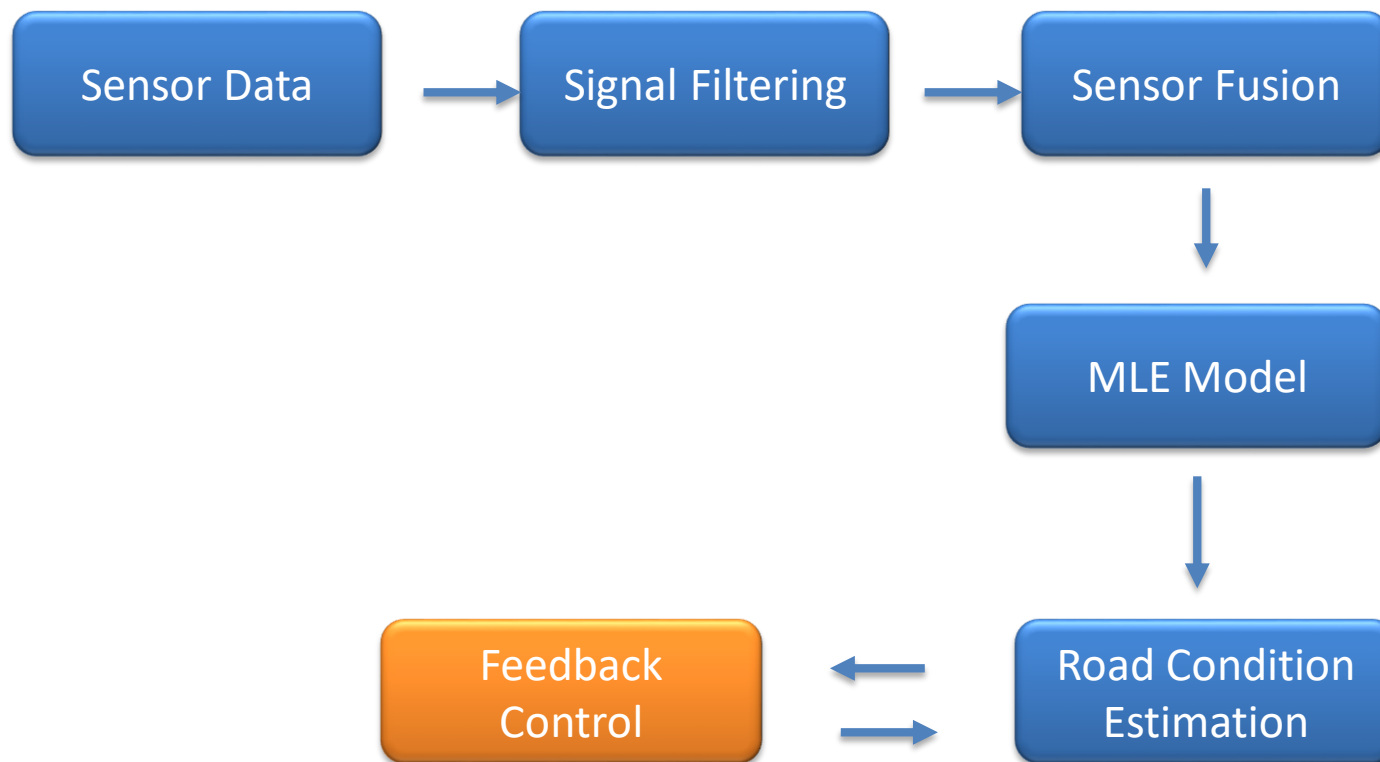 Sensor Data
Signal Filtering
Sensor Fusion
MLE Model
Feedback
Control
Road Condition
Estimation